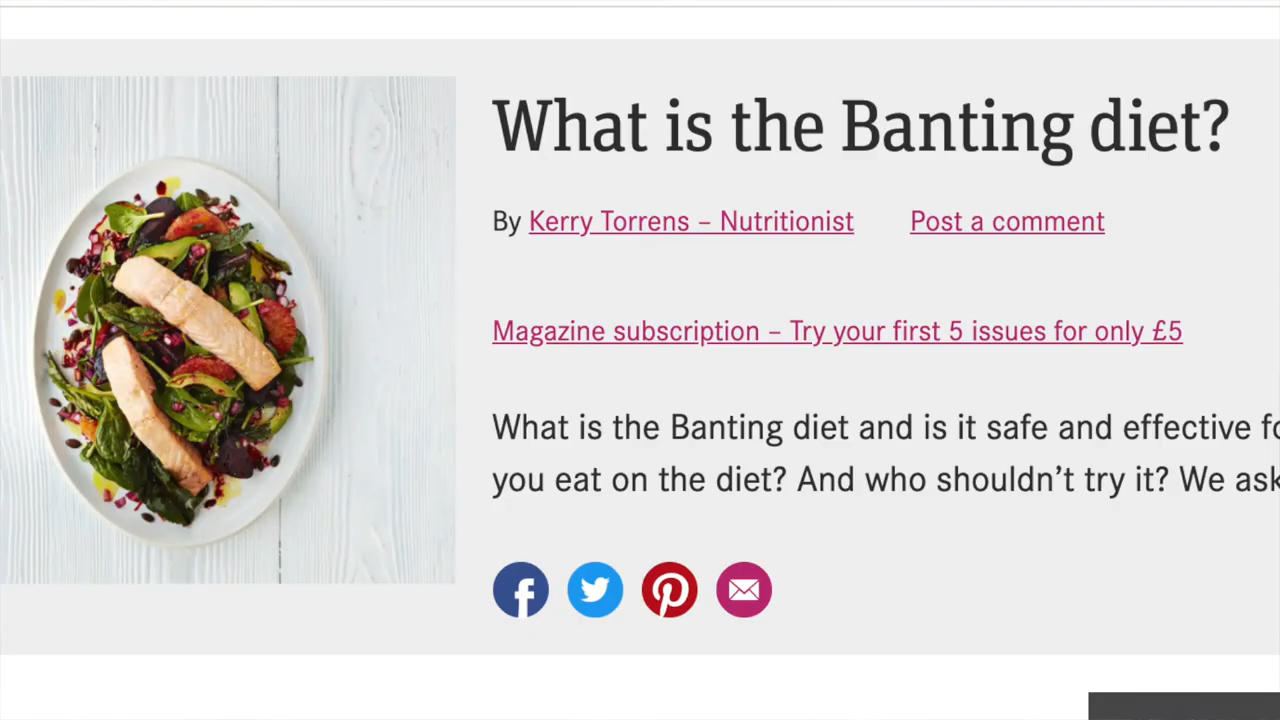 What is the Banting diet?
By Kerry Torrens – Nutritionist Post a comment
Magazine subscription – Try your first 5 issues for only £5
What is the Banting diet and is it safe and effective
you eat on the diet? And who shouldn't try it? We ask